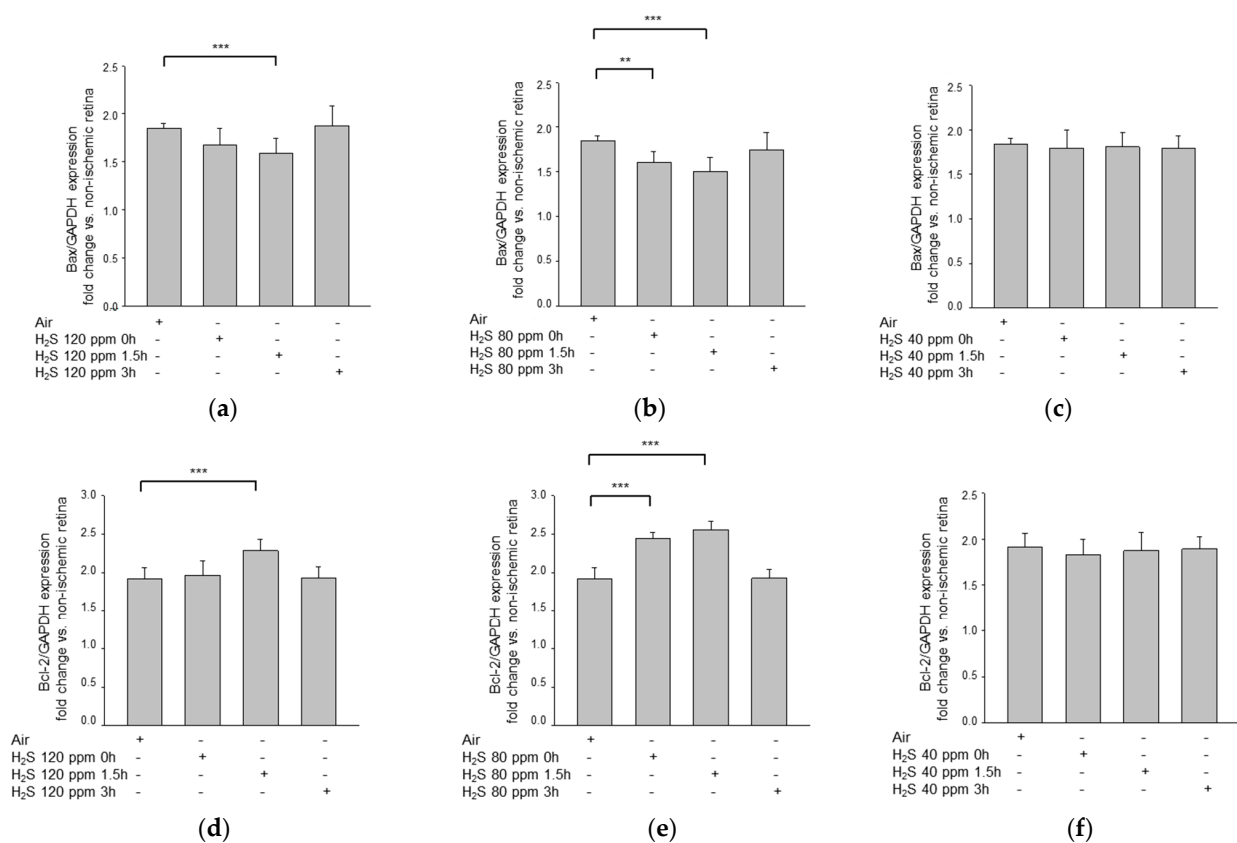 ***
2.5
2.0
1.5
1.0
0.5
0.0
Bax/GAPDH expression
fold change vs. non-ischemic retina
Air + - - -
H₂S 120 ppm 0h - + - -
H₂S 120 ppm 1.5h - - + -
H₂S 120 ppm 3h - - - +
(a)
***
**
2.5
2.0
1.5
1.0
0.5
0.0
Bax/GAPDH expression
fold change vs. non-ischemic retina
Air + - - -
H₂S 80 ppm 0h - + - -
H₂S 80 ppm 1.5h - - + -
H₂S 80 ppm 3h - - - +
(b)
2.5
2.0
1.5
1.0
0.5
0.0
Bax/GAPDH expression
fold change vs. non-ischemic retina
Air + - - -
H₂S 40 ppm 0h - + - -
H₂S 40 ppm 1.5h - - + -
H₂S 40 ppm 3h - - - +
(c)
***
3.0
2.5
2.0
1.5
1.0
0.5
0.0
Bcl-2/GAPDH expression
fold change vs. non-ischemic retina
Air + - - -
H₂S 120 ppm 0h - + - -
H₂S 120 ppm 1.5h - - + -
H₂S 120 ppm 3h - - - +
(d)
***
***
3.0
2.5
2.0
1.5
1.0
0.5
0.0
Bcl-2/GAPDH expression
fold change vs. non-ischemic retina
Air + - - -
H₂S 80 ppm 0h - + - -
H₂S 80 ppm 1.5h - - + -
H₂S 80 ppm 3h - - - +
(e)
2.5
2.0
1.5
1.0
0.5
0.0
Bcl-2/GAPDH expression
fold change vs. non-ischemic retina
Air + - - -
H₂S 40 ppm 0h - + - -
H₂S 40 ppm 1.5h - - + -
H₂S 40 ppm 3h - - - +
(f)